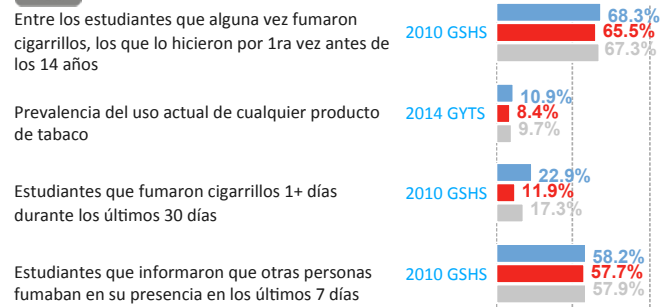 Entre los estudiantes que alguna vez fumaron
cigarrillos, los que lo hicieron por 1ra vez antes de
los 14 años
2010 GSHS
68.3%
65.5%
67.3%
Prevalencia del uso actual de cualquier producto
de tabaco
2014 GYTS
10.9%
8.4%
9.7%
Estudiantes que fumaron cigarrillos 1+ días
durante los últimos 30 días
2010 GSHS
22.9%
11.9%
17.3%
Estudiantes que informaron que otras personas
fumaban en su presencia en los últimos 7 días
2010 GSHS
58.2%
57.7%
57.9%